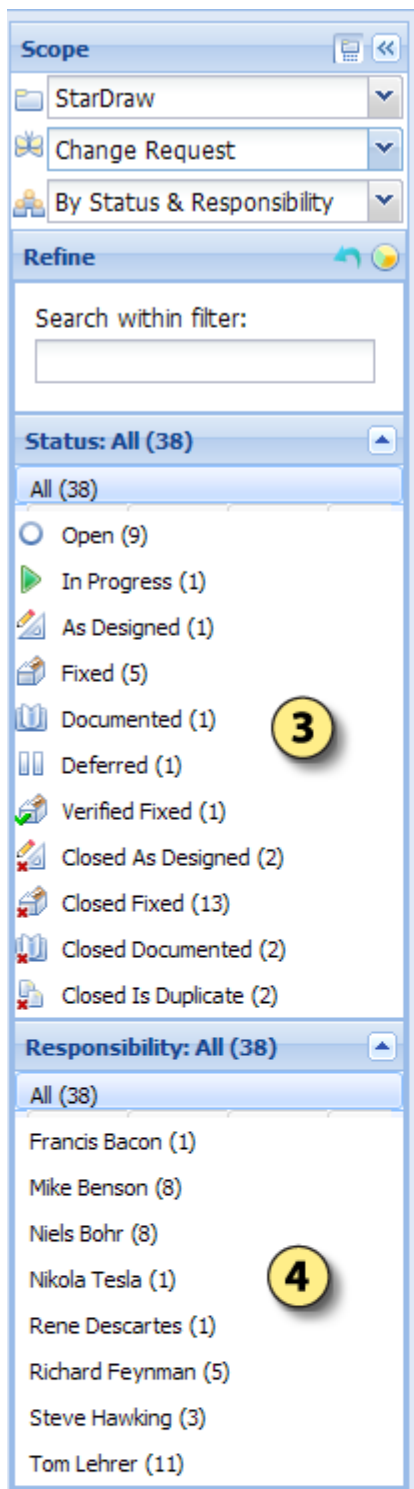 Scope
StarDraw
Change Request
By Status & Responsibility
Refine
Search within filter:
Status: All (38)
All (38)
Open (9)
In Progress (1)
As Designed (1)
Fixed (5)
Documented (1)
3
Deferred (1)
Verified Fixed (1)
Closed As Designed (2)
Closed Fixed (13)
Closed Documented (2)
Closed Is Duplicate (2)
Responsibility: All (38)
All (38)
Francis Bacon (1)
Mike Benson (8)
Niels Bohr (8)
Nikola Tesla (1)
4
Rene Descartes (1)
Richard Feynman (5)
Steve Hawking (3)
Tom Lehrer (11)